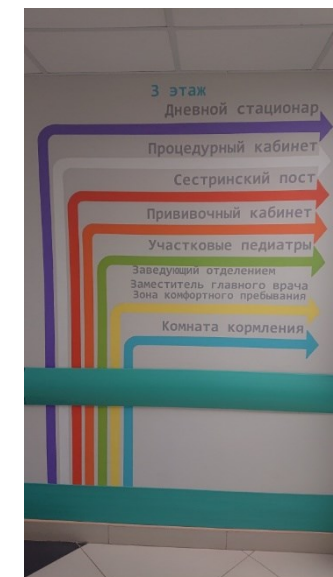 3 этаж
Дневной стационар
Процедурный кабинет
Сестринский пост
Прививочный кабинет
Участковые педиатры
Заведующий отделением
Заместитель главного врача
Зона комфортного пребывания
Комната кормления